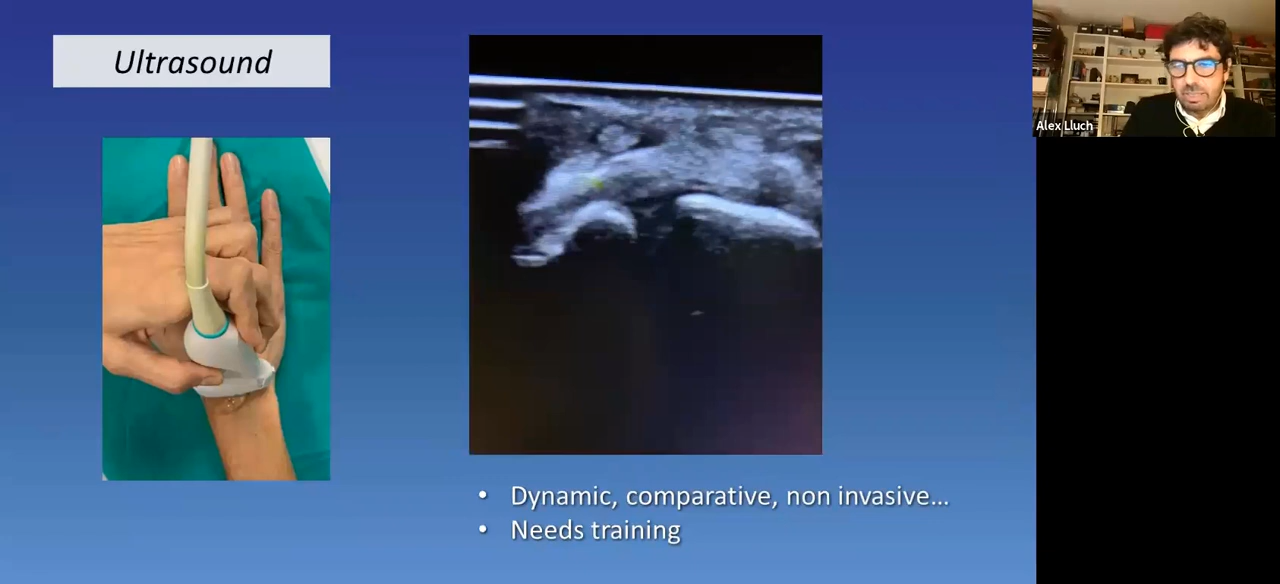 Ultrasound
Alex Lluch
• Dynamic, comparative, non invasive…
• Needs training